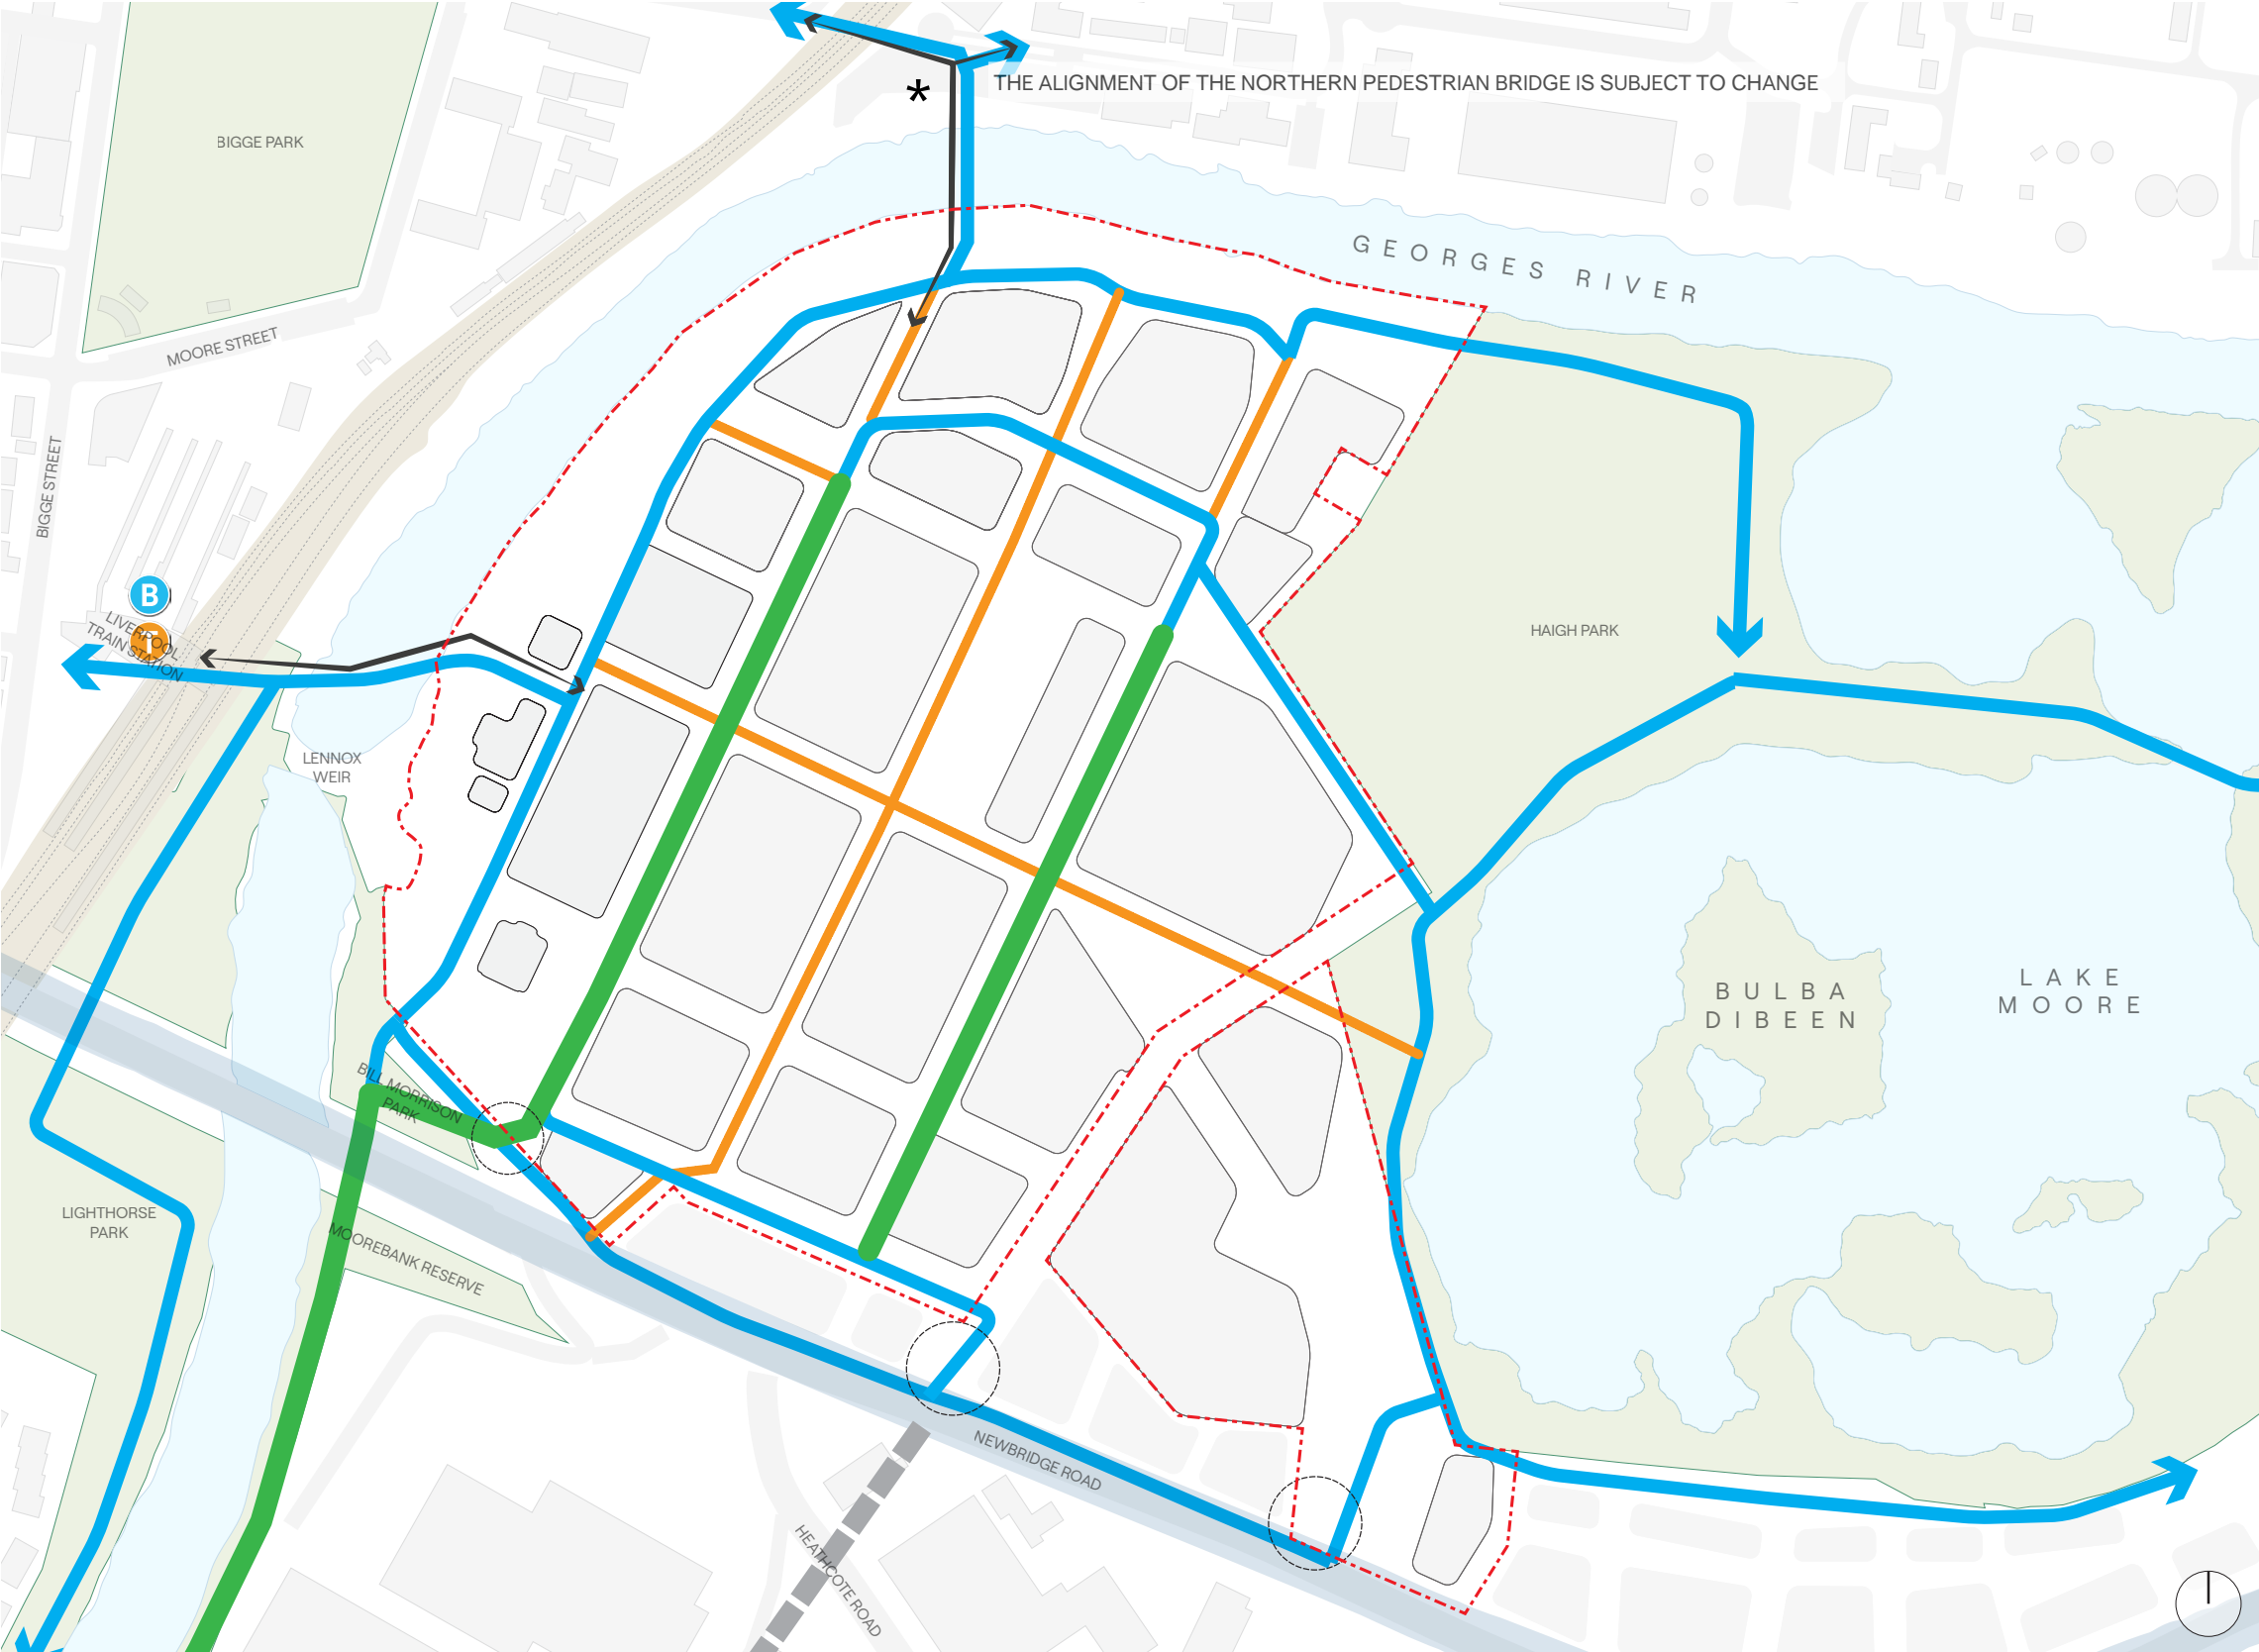 *
THE ALIGNMENT OF THE NORTHERN PEDESTRIAN BRIDGE IS SUBJECT TO CHANGE
BIGGE PARK
GEORGES RIVER
MOORE STREET
BIGGE STREET
B
T
LIVERPOOL
TRAIN STATION
HAIGH PARK
LENNOX
WEIR
BULBA
DIBEEN
LAKE
MOORE
BILL MORRISON
PARK
LIGHTHORSE
PARK
MOOREBANK RESERVE
NEWBRIDGE ROAD
HEATHCOTE ROAD